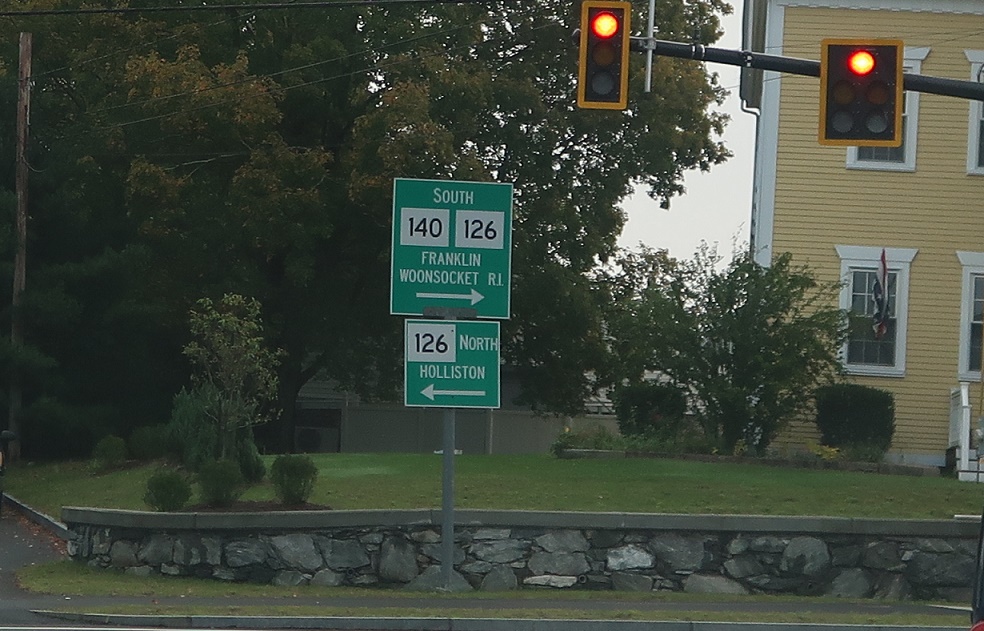 SOUTH
140 126
FRANKLIN
WOONSOCKET R.I.
126 NORTH
HOLLISTON